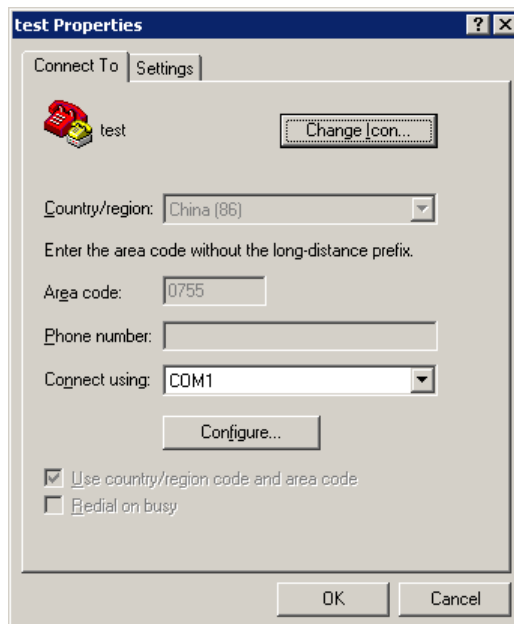 test Properties
Connect To Settings
test Change Icon...
Country/region: China (86)
Enter the area code without the long-distance prefix.
Area code: 0755
Phone number:
Connect using: COM1
Configure...
Use country/region code and area code
Redial on busy
OK Cancel